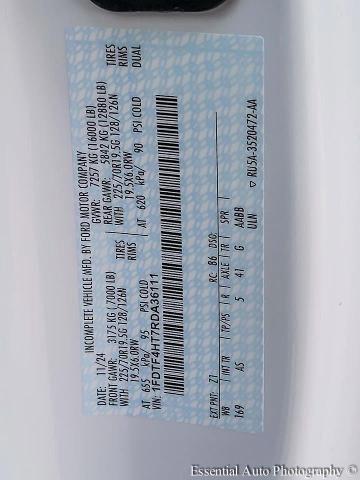 INCOMPLETE VEHICLE MFD. BY FORD MOTOR COMPANY
DATE: 11/24 GVWR: 7257 KG (16000 LB)
FRONT GAWR: 3175 KG (7000 LB) REAR GAWR: 5842 KG (12880 LB)
WITH 225/70R19.5G 128/126N TIRES WITH 225/70R19.5G 128/126N TIRES
19.5X6.0RW RIMS 19.5X6.0RW RIMS
AT 655 kPa/ 95 PSI COLD AT 620 kPa/ 90 PSI COLD DUAL
VIN: 1FDTF4HT7RDA36111
EXT PNT: Z1 RC: B6 DSO:
WB INT TR TP/PS R AXLE TR SPR
169 AS 5 41 G AABB
ULN
▽ RU5A-3520472-AA
Essential Auto Photography ©